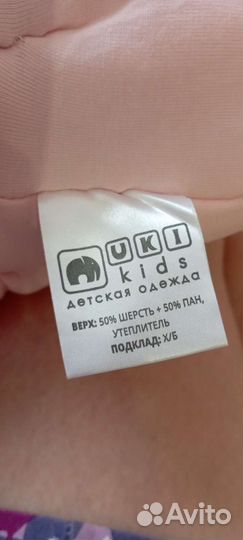 UKI
kids
ДЕТСКАЯ ОДЕЖДА
ВЕРХ: 50% ШЕРСТЬ + 50% ПАН,
УТЕПЛИТЕЛЬ
ПОДКЛАД: Х/Б
Avito